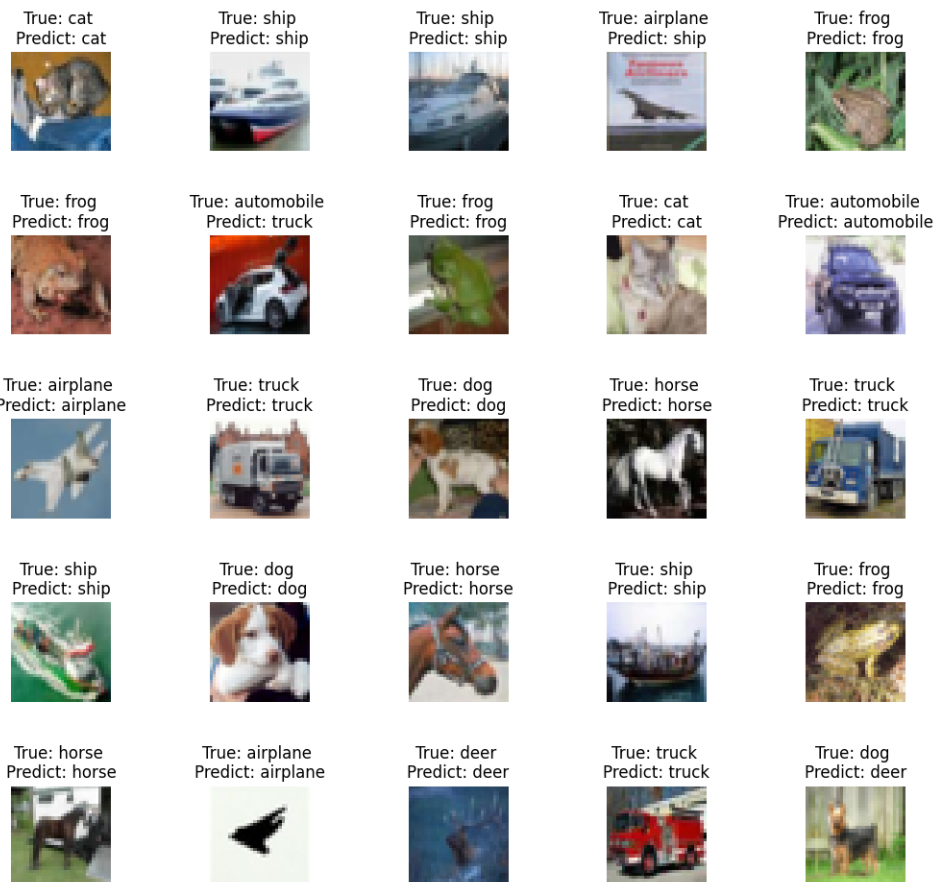 True: cat
Predict: cat
True: ship
Predict: ship
True: ship
Predict: ship
True: airplane
Predict: ship
True: frog
Predict: frog
True: frog
Predict: frog
True: automobile
Predict: truck
True: frog
Predict: frog
True: cat
Predict: cat
True: automobile
Predict: automobile
True: airplane
Predict: airplane
True: truck
Predict: truck
True: dog
Predict: dog
True: horse
Predict: horse
True: truck
Predict: truck
True: ship
Predict: ship
True: dog
Predict: dog
True: horse
Predict: horse
True: ship
Predict: ship
True: frog
Predict: frog
True: horse
Predict: horse
True: airplane
Predict: airplane
True: deer
Predict: deer
True: truck
Predict: truck
True: dog
Predict: deer